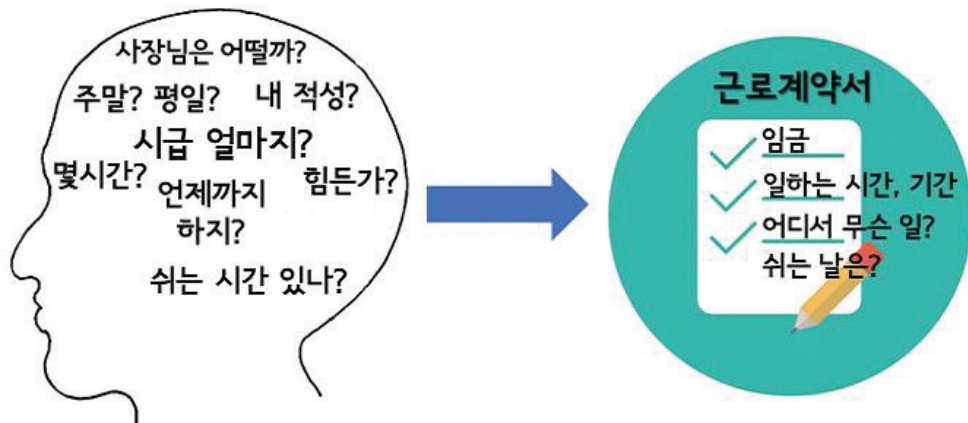 사장님은 어떨까?
주말? 평일? 내 적성?
시급 얼마지?
몇시간? 언제까지 하지? 힘든가?
쉬는 시간 있나?
근로계약서
임금
일하는 시간, 기간
어디서 무슨 일?
쉬는 날은?